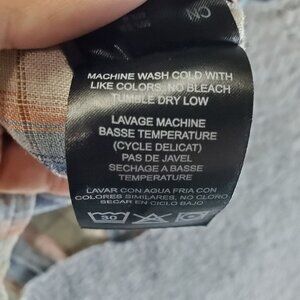 MACHINE WASH COLD WITH
LIKE COLORS, NO BLEACH
TUMBLE DRY LOW
LAVAGE MACHINE
BASSE TEMPERATURE
(CYCLE DELICAT)
PAS DE JAVEL
SECHAGE A BASSE
TEMPERATURE
LAVAR CON AGUA FRIA CON
COLORES SIMILARES, NO CLORO
SECAR EN CICLO BAJO
30